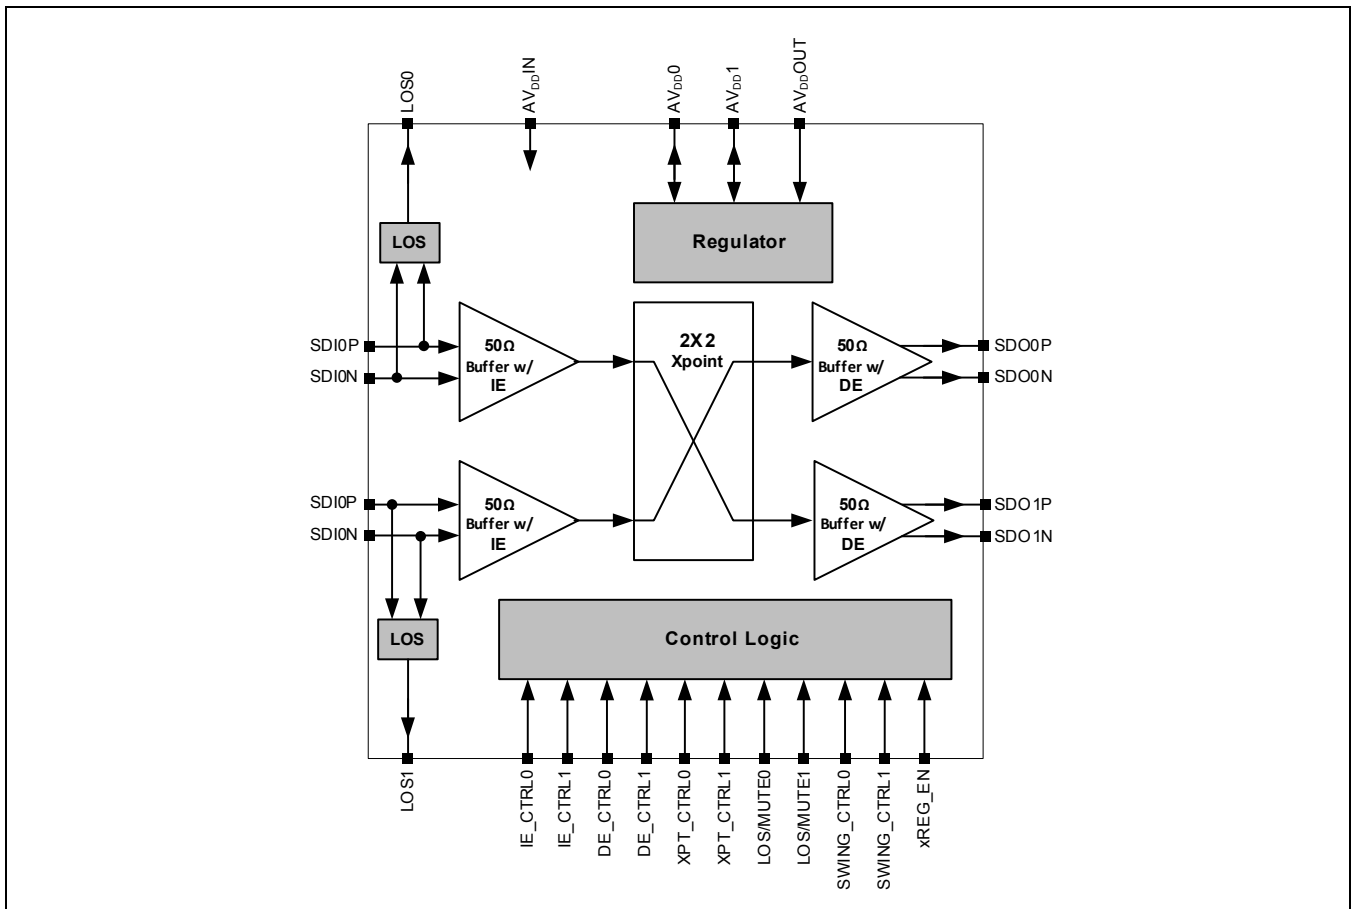 LOS0
AVDDIN
AVDD0
AVDD1
AVDDOUT
LOS
Regulator
SDI0P
SDI0N
50Ω
Buffer w/
IE
2X2
Xpoint
50Ω
Buffer w/
DE
SDO0P
SDO0N
SDI0P
SDI0N
50Ω
Buffer w/
IE
50Ω
Buffer w/
DE
SDO1P
SDO1N
LOS
Control Logic
LOS1
IE_CTRL0
IE_CTRL1
DE_CTRL0
DE_CTRL1
XPT_CTRL0
XPT_CTRL1
LOS/MUTE0
LOS/MUTE1
SWING_CTRL0
SWING_CTRL1
xREG_EN